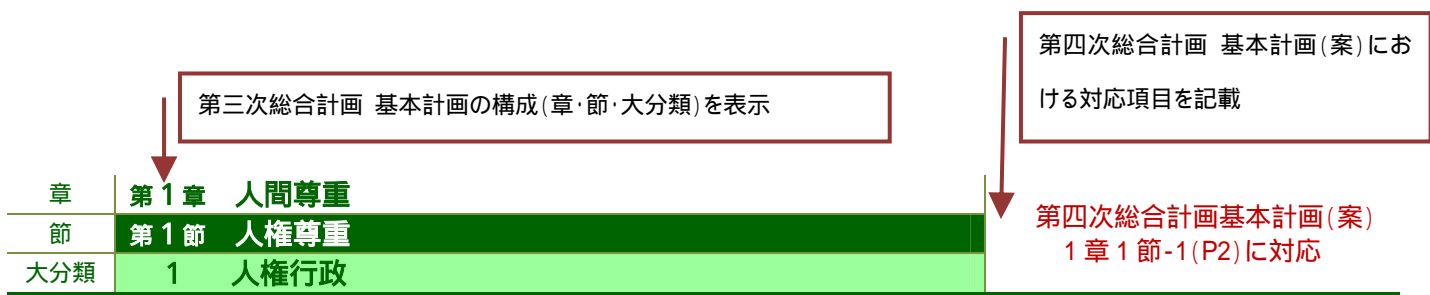 第四次総合計画 基本計画(案)にお
ける対応項目を記載
第三次総合計画 基本計画の構成(章・節・大分類)を表示
章 第1章 人間尊重
節 第1節 人権尊重
大分類 1 人権行政
第四次総合計画基本計画(案)
1章1節-1(P2)に対応